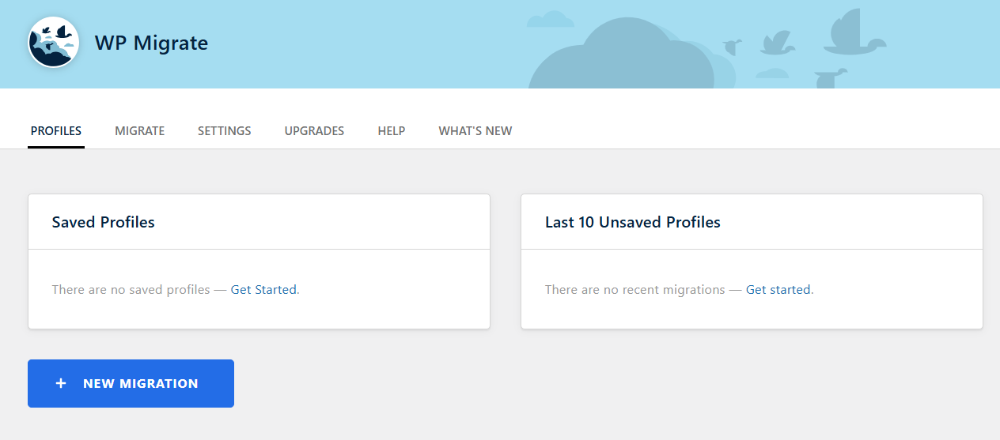 WP Migrate
PROFILES MIGRATE SETTINGS UPGRADES HELP WHAT'S NEW
Saved Profiles
There are no saved profiles — Get Started.
Last 10 Unsaved Profiles
There are no recent migrations — Get started.
+ NEW MIGRATION